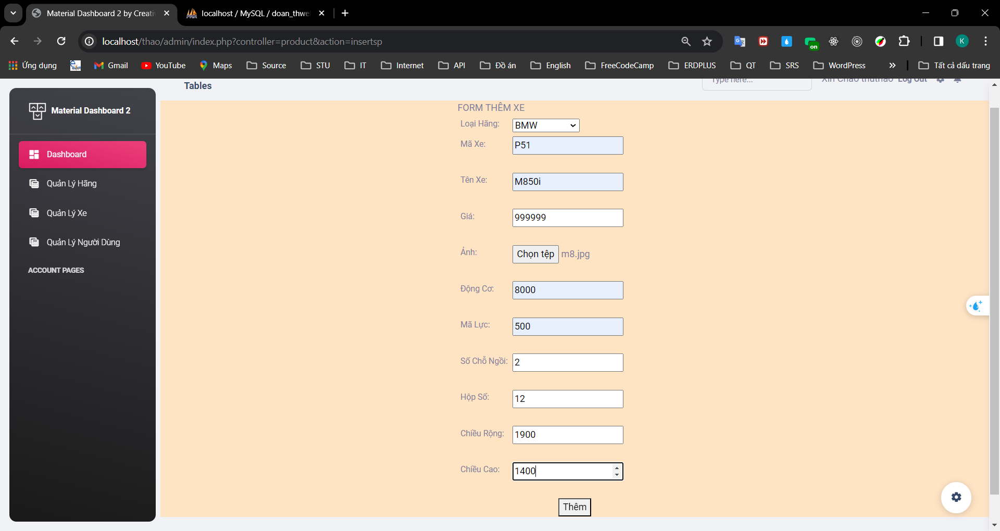 Material Dashboard 2 by Creati
localhost / MySQL / doan_thwe
localhost/thao/admin/index.php?controller=product&action=insertsp
on
K
Ứng dụng
Gmail
YouTube
Maps
Source
STU
IT
Internet
API
Đồ án
English
FreeCodeCamp
ERDPLUS
QT
SRS
WordPress
Tất cả dấu trang
Tables
Type here...
Xin Chào thuthao Log Out
Material Dashboard 2
Dashboard
Quản Lý Hãng
Quản Lý Xe
Quản Lý Người Dùng
ACCOUNT PAGES
FORM THÊM XE
Loại Hãng: BMW
Mã Xe: P51
Tên Xe: M850i
Giá: 999999
Ảnh: Chọn tệp m8.jpg
Động Cơ: 8000
Mã Lực: 500
Số Chỗ Ngồi: 2
Hộp Số: 12
Chiều Rộng: 1900
Chiều Cao: 1400
Thêm